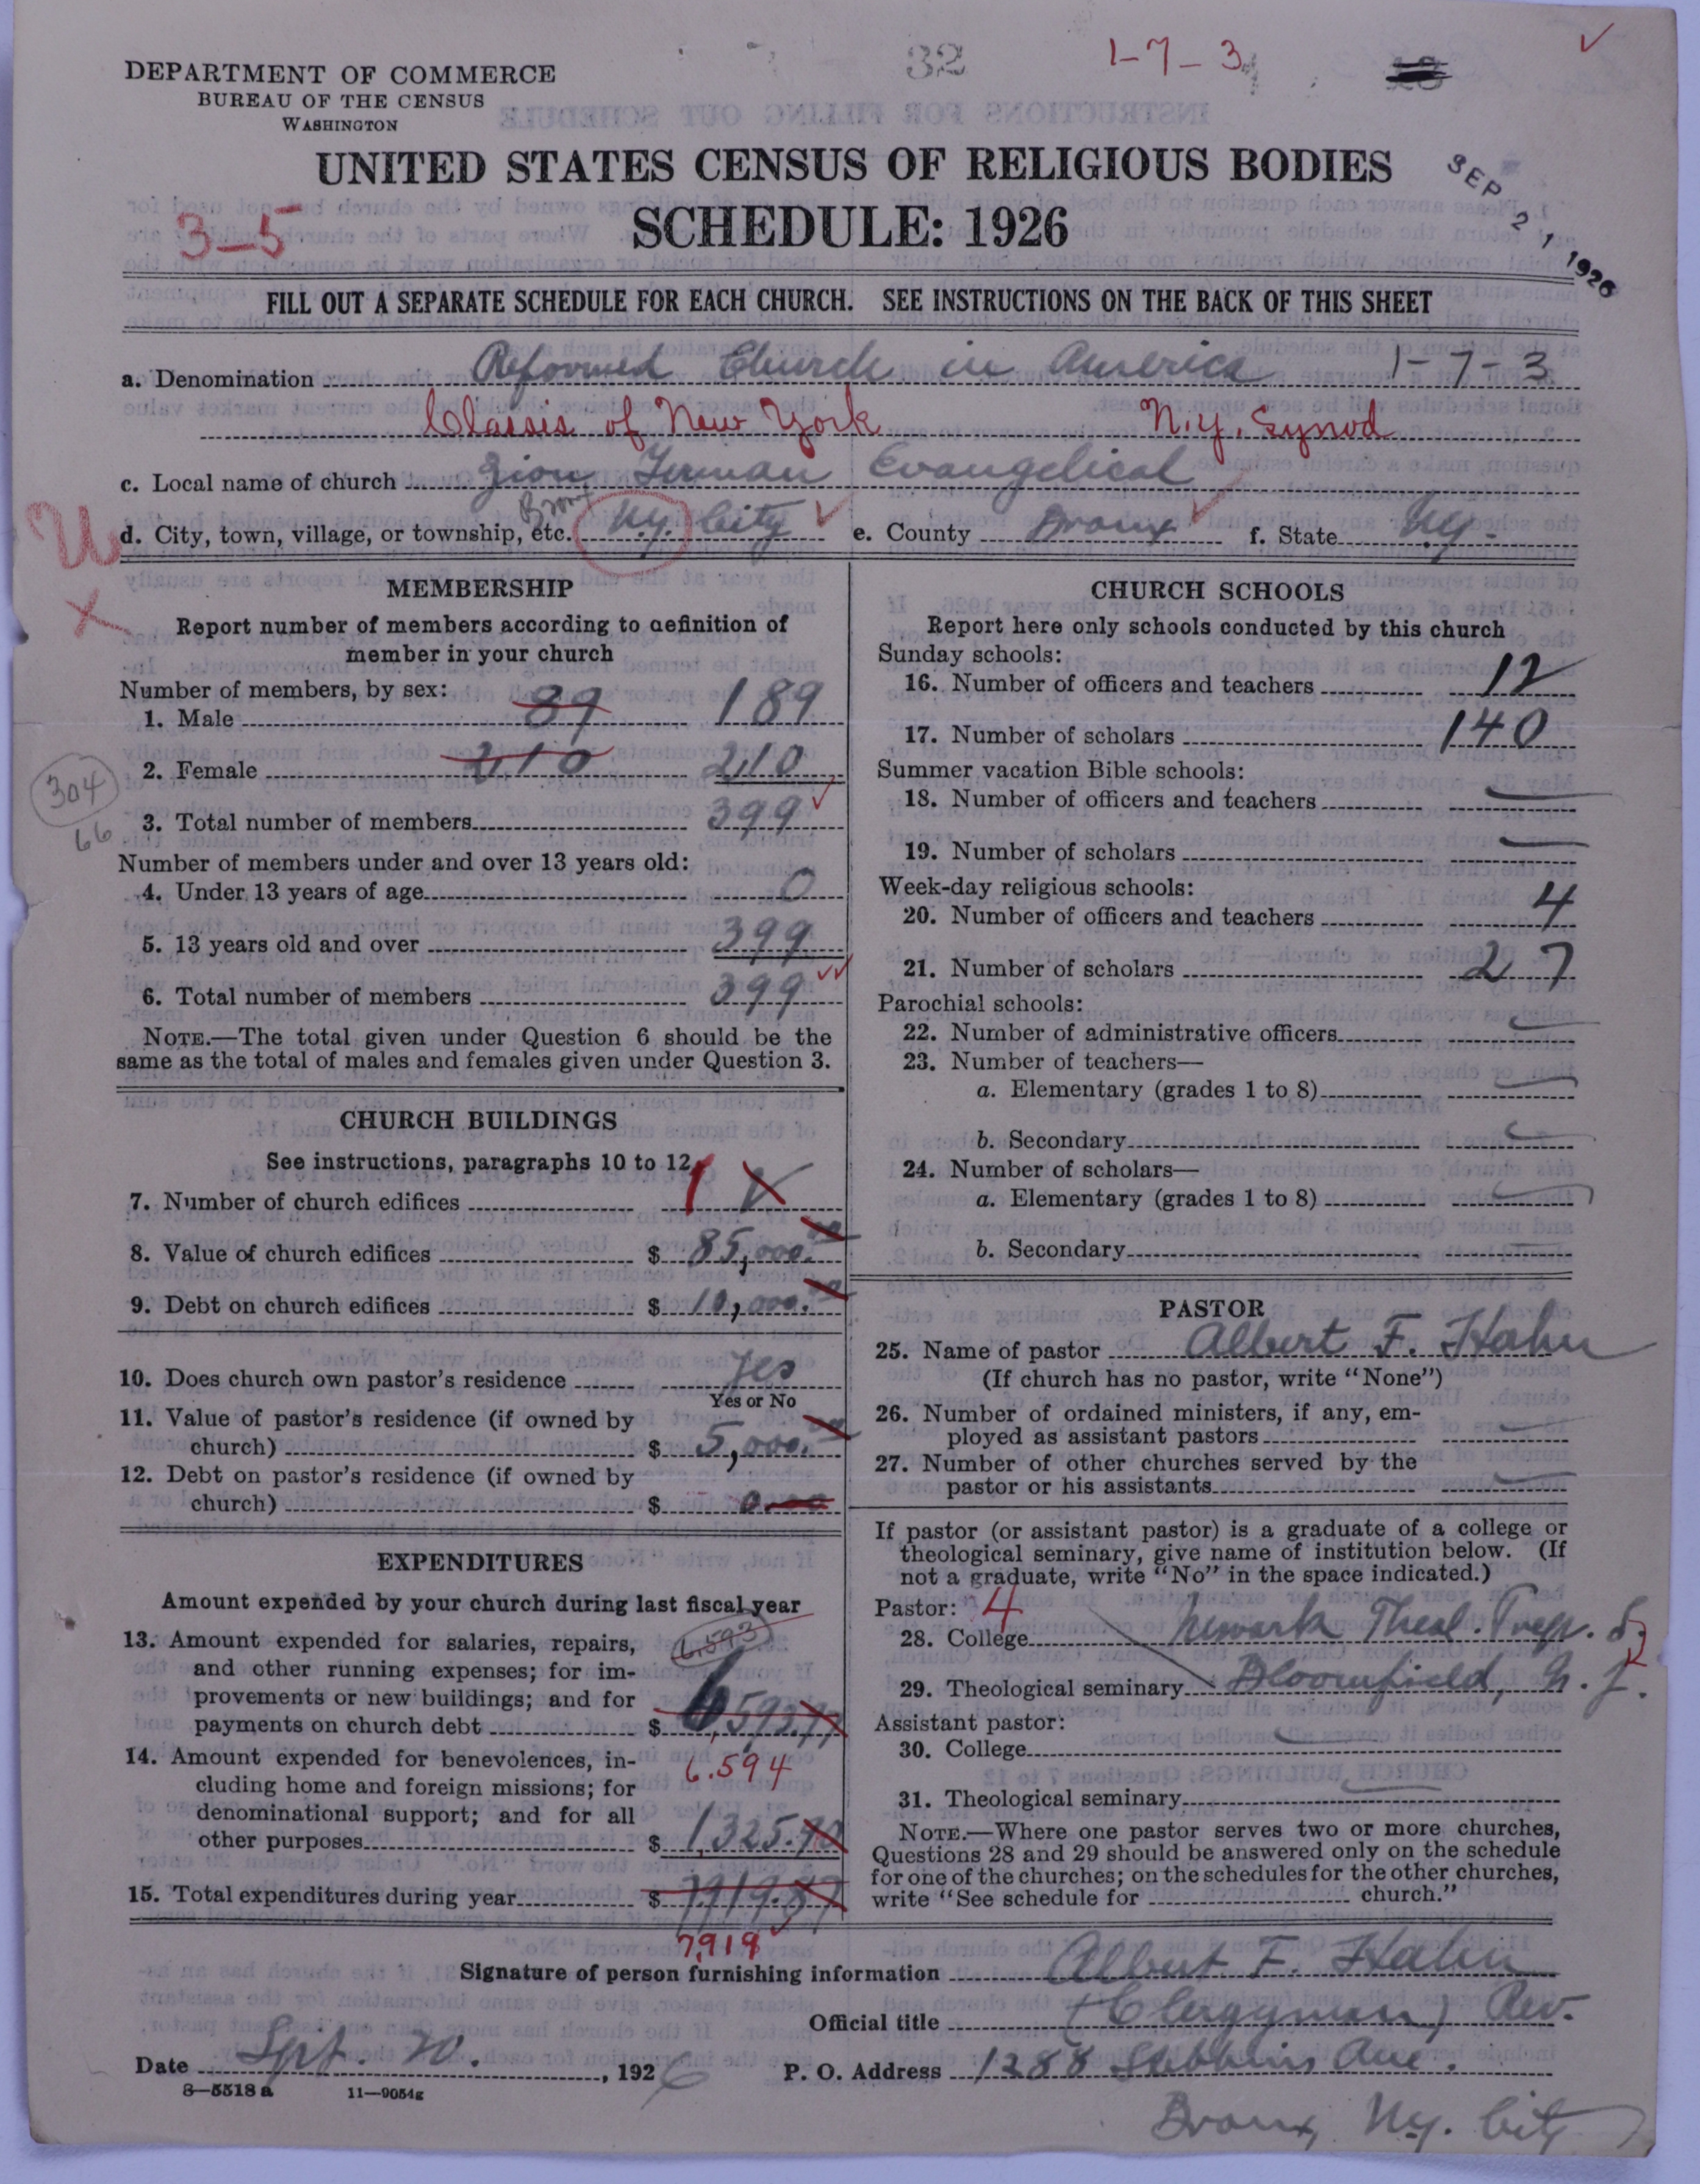 32 1-7-3
DEPARTMENT OF COMMERCE
BUREAU OF THE CENSUS
WASHINGTON
UNITED STATES CENSUS OF RELIGIOUS BODIES
SEP 21 1926
3-5
SCHEDULE: 1926
FILL OUT A SEPARATE SCHEDULE FOR EACH CHURCH. SEE INSTRUCTIONS ON THE BACK OF THIS SHEET
a. Denomination Reformed Church in America 1-7-3
Classis of New York N.Y. Synod
c. Local name of church Zion German Evangelical
Bronx
d. City, town, village, or township, etc. N.y. City e. County Bronx f. State N.y.
MEMBERSHIP
Report number of members according to definition of
member in your church
Number of members, by sex:
1. Male 89 189
2. Female 210 210
304
66
3. Total number of members 399
Number of members under and over 13 years old:
4. Under 13 years of age 0
5. 13 years old and over 399
6. Total number of members 399
NOTE.—The total given under Question 6 should be the
same as the total of males and females given under Question 3.
CHURCH BUILDINGS
See instructions, paragraphs 10 to 12
7. Number of church edifices 1
8. Value of church edifices $ 85,000.
9. Debt on church edifices $ 10,000.
10. Does church own pastor's residence yes
Yes or No
11. Value of pastor's residence (if owned by
church) $ 5,000.
12. Debt on pastor's residence (if owned by
church) $ 0
EXPENDITURES
Amount expended by your church during last fiscal year
13. Amount expended for salaries, repairs, 6.593
and other running expenses; for im-
provements or new buildings; and for
payments on church debt $ 6,593.97
14. Amount expended for benevolences, in- 6.594
cluding home and foreign missions; for
denominational support; and for all
other purposes $ 1,325.90
15. Total expenditures during year $ 7919.87
7,919
CHURCH SCHOOLS
Report here only schools conducted by this church
Sunday schools:
16. Number of officers and teachers 12
17. Number of scholars 140
Summer vacation Bible schools:
18. Number of officers and teachers
19. Number of scholars
Week-day religious schools:
20. Number of officers and teachers 4
21. Number of scholars 27
Parochial schools:
22. Number of administrative officers
23. Number of teachers—
a. Elementary (grades 1 to 8)
b. Secondary
24. Number of scholars—
a. Elementary (grades 1 to 8)
b. Secondary
PASTOR
25. Name of pastor Albert F. Hahn
(If church has no pastor, write "None")
26. Number of ordained ministers, if any, em-
ployed as assistant pastors
27. Number of other churches served by the
pastor or his assistants
If pastor (or assistant pastor) is a graduate of a college or
theological seminary, give name of institution below. (If
not a graduate, write "No" in the space indicated.)
Pastor: 4
28. College Newark Theol.
29. Theological seminary Bloomfield, N. J.
Assistant pastor:
30. College
31. Theological seminary
NOTE.—Where one pastor serves two or more churches,
Questions 28 and 29 should be answered only on the schedule
for one of the churches; on the schedules for the other churches,
write "See schedule for church."
Signature of person furnishing information Albert F. Hahn
Official title (Clergyman) Rev.
Date Sept. 20. , 1926 P. O. Address 1288 Stebbins Ave.
8—5518 a 11—9054g
Bronx, N.y. City